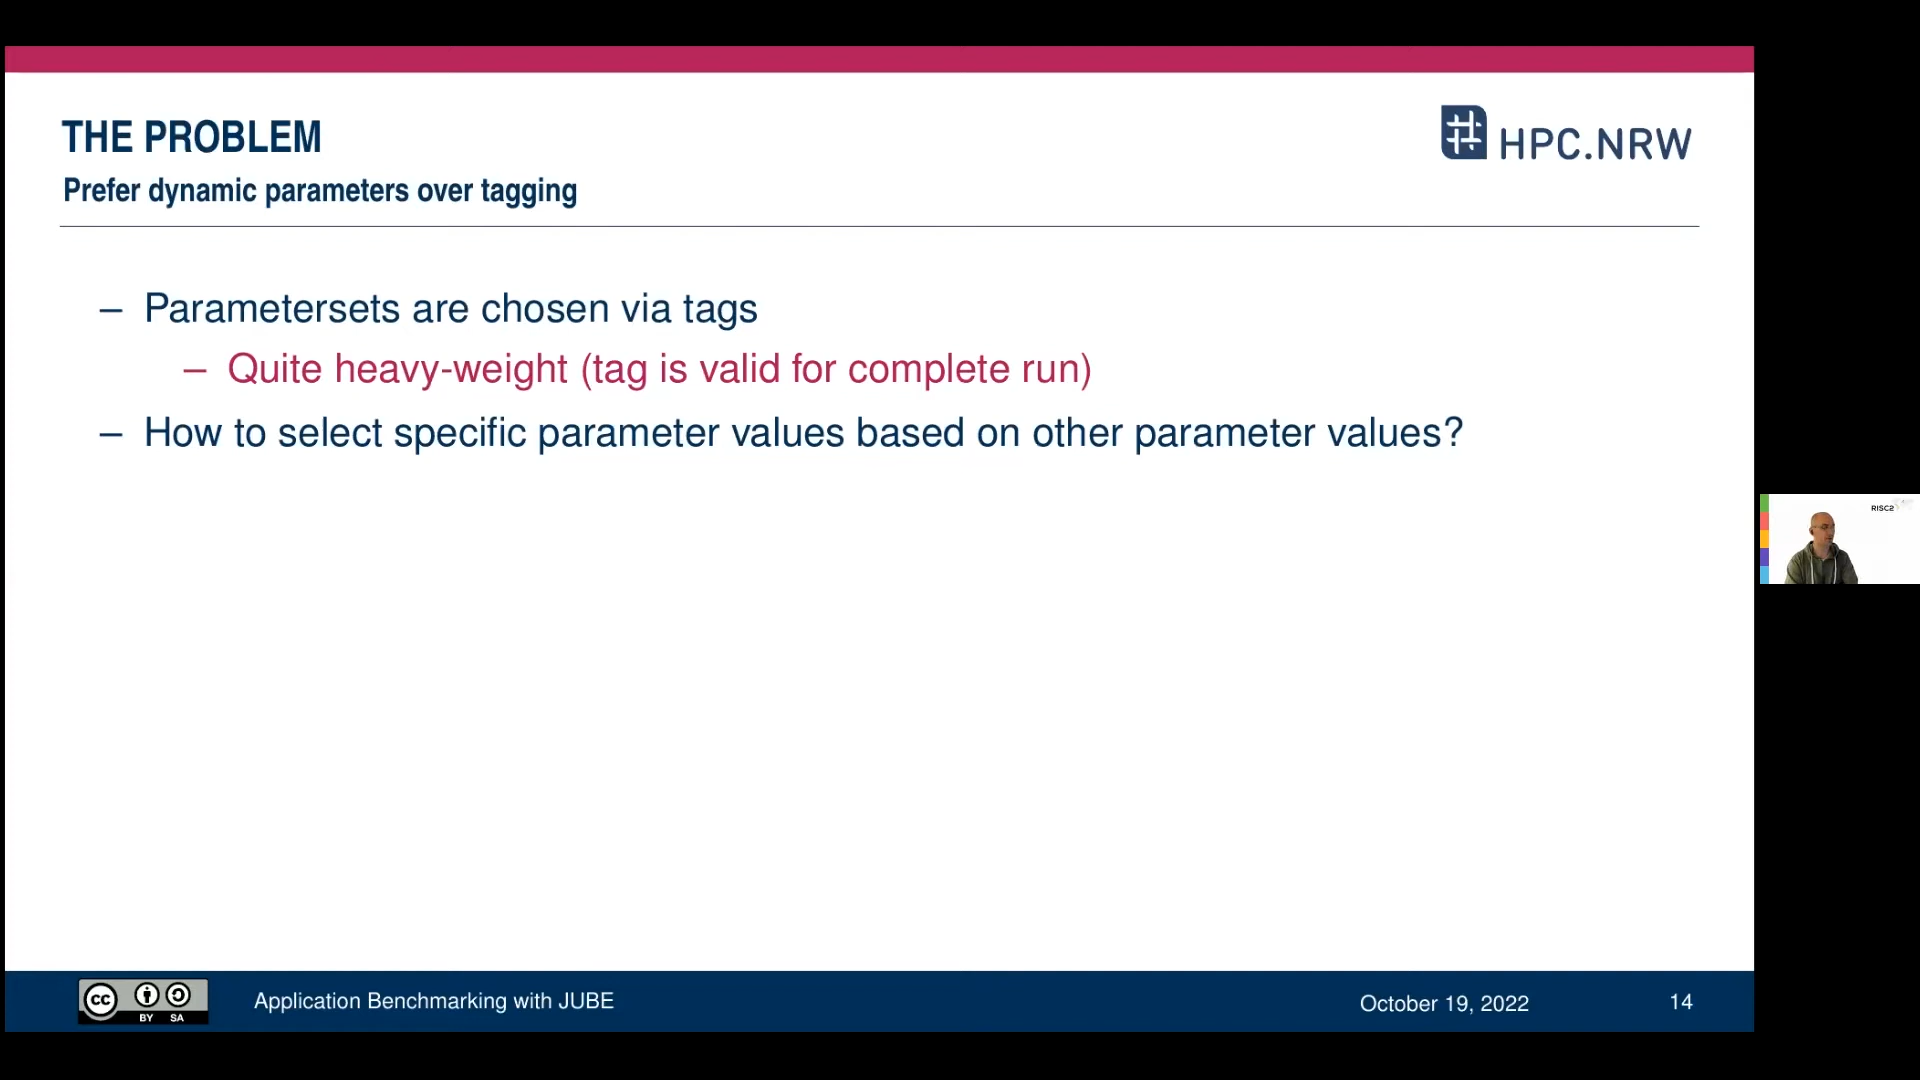 THE PROBLEM
HPC.NRW
Prefer dynamic parameters over tagging
– Parametersets are chosen via tags
– Quite heavy-weight (tag is valid for complete run)
– How to select specific parameter values based on other parameter values?
RISC2
cc BY SA
Application Benchmarking with JUBE
October 19, 2022
14